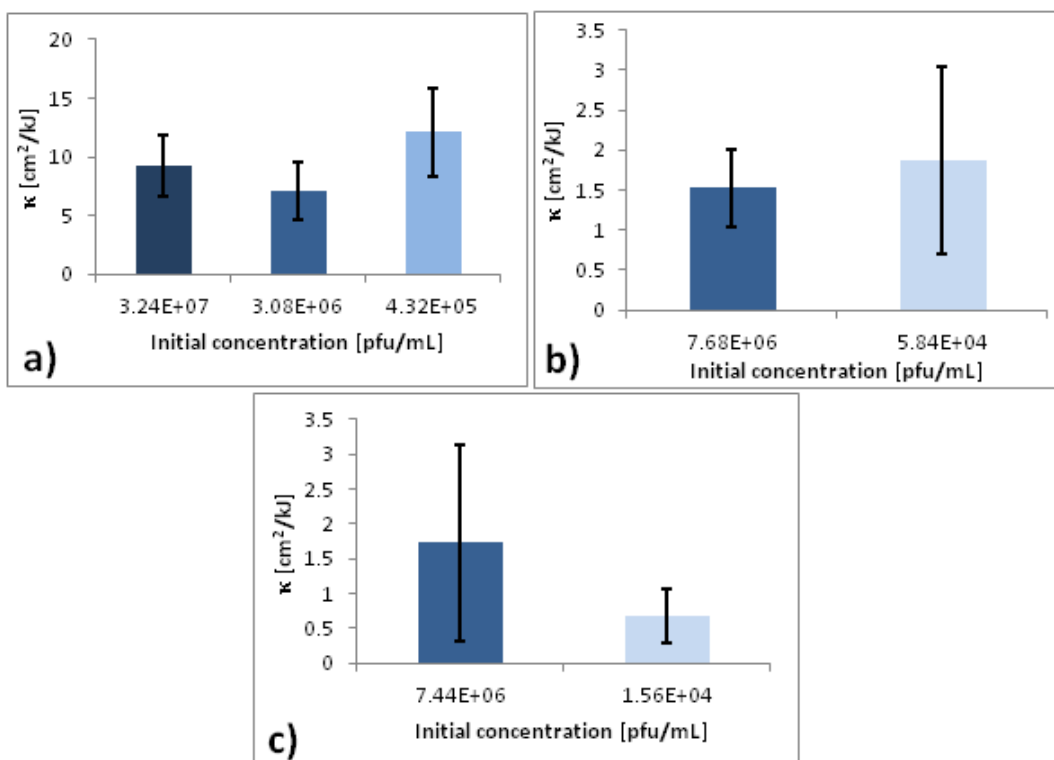 20
15
10
5
0
κ [cm²/kJ]
3.24E+07 3.08E+06 4.32E+05
Initial concentration [pfu/mL]
a)
3.5
3
2.5
2
1.5
1
0.5
0
κ [cm²/kJ]
7.68E+06 5.84E+04
Initial concentration [pfu/mL]
b)
3.5
3
2.5
2
1.5
1
0.5
0
κ [cm²/kJ]
7.44E+06 1.56E+04
Initial concentration [pfu/mL]
c)